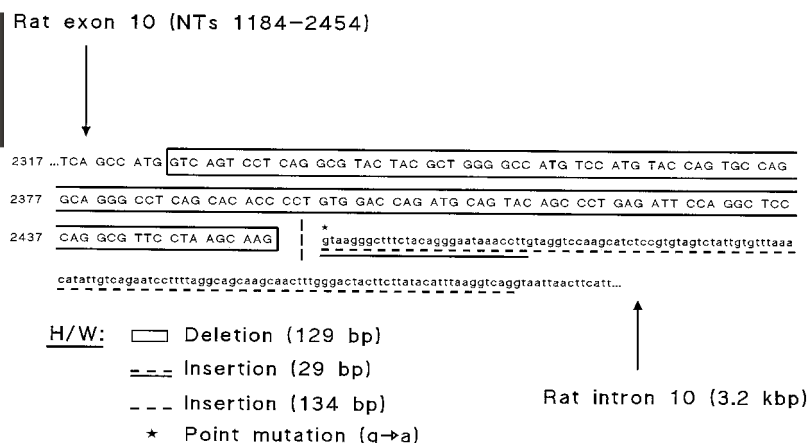 Rat exon 10 (NTs 1184-2454)
2317 ...TCA GCC ATG GTC AGT CCT CAG GCG TAC TAC GCT GGG GCC ATG TCC ATG TAC CAG TGC CAG
2377 GCA GGG CCT CAG CAC ACC CCT GTG GAC CAG ATG CAG TAC AGC CCT GAG ATT CCA GGC TCC
*
2437 CAG GCG TTC CTA AGC AAG gtaagggctttctacagggaataaaccttgtaggtccaagcatctccgtgtagtctattgtgtttaaa
catattgtcagaatccttttaggcagcaagcaactttgggactacttcttatacatttaaggtcaggtaattaacttcatt...
H/W: Deletion (129 bp)
Insertion (29 bp)
Insertion (134 bp)
Rat intron 10 (3.2 kbp)
* Point mutation (g→a)